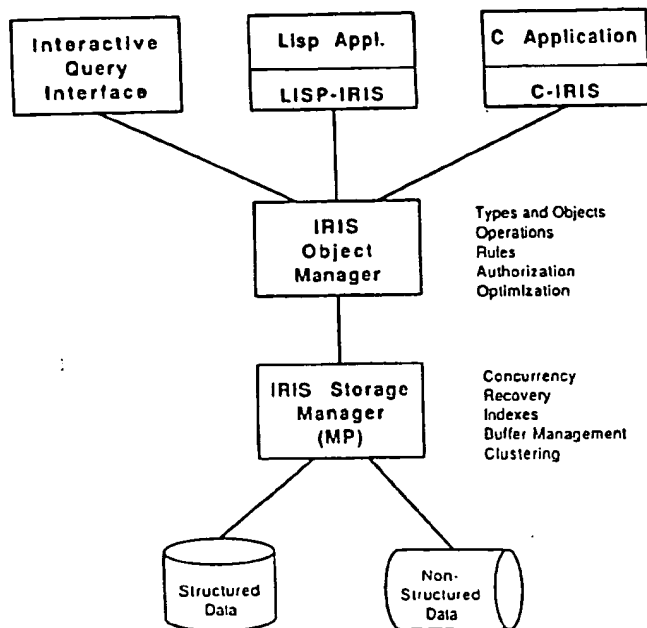 Interactive
Query
Interface
Lisp Appl.
LISP-IRIS
C Application
C-IRIS
IRIS
Object
Manager
Types and Objects
Operations
Rules
Authorization
Optimization
IRIS Storage
Manager
(MP)
Concurrency
Recovery
Indexes
Buffer Management
Clustering
Structured
Data
Non-
Structured
Data